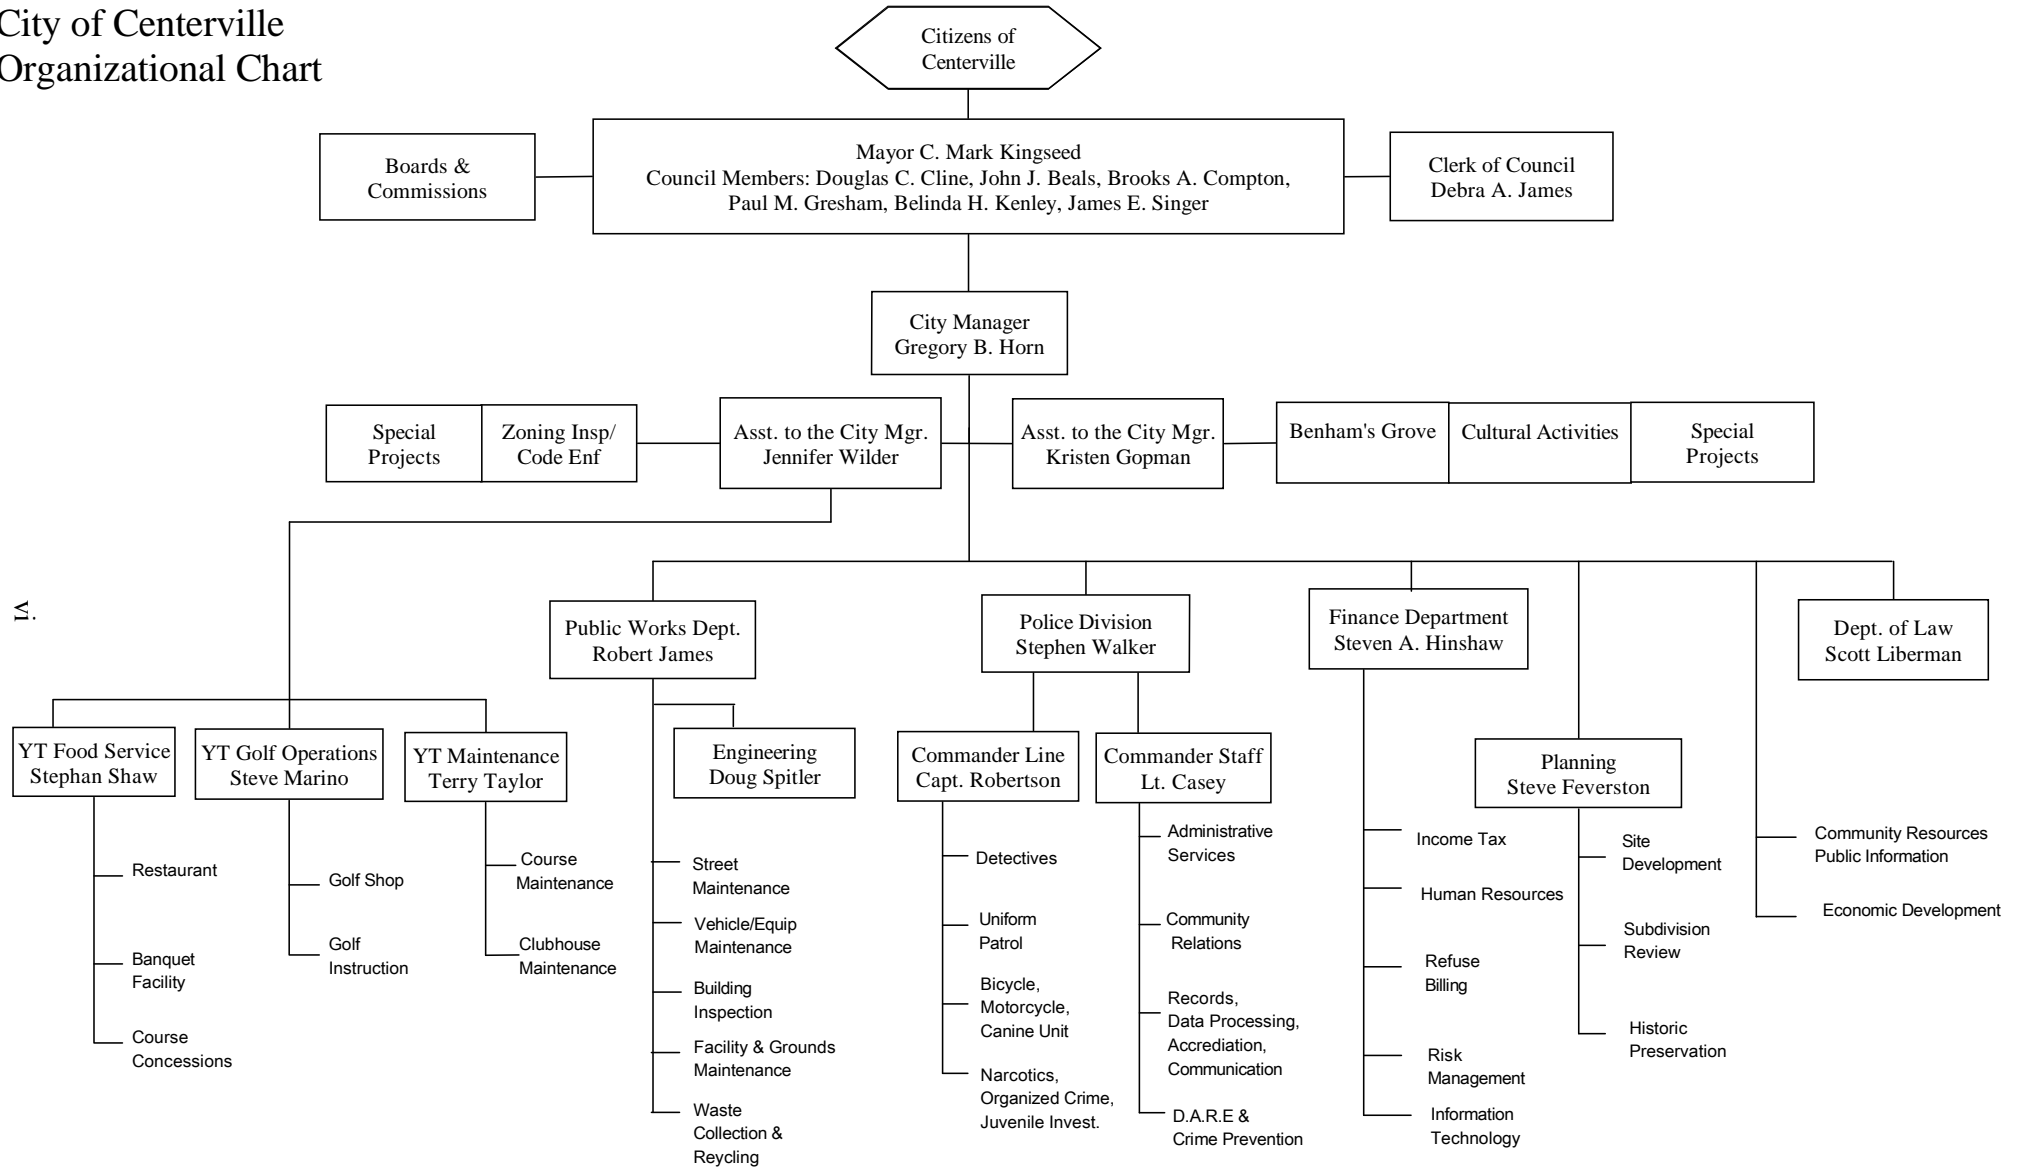 City of Centerville
Organizational Chart
Citizens of
Centerville
Boards &
Commissions
Mayor C. Mark Kingseed
Council Members: Douglas C. Cline, John J. Beals, Brooks A. Compton,
Paul M. Gresham, Belinda H. Kenley, James E. Singer
Clerk of Council
Debra A. James
City Manager
Gregory B. Horn
Special
Projects
Zoning Insp/
Code Enf
Asst. to the City Mgr.
Jennifer Wilder
Asst. to the City Mgr.
Kristen Gopman
Benham's Grove
Cultural Activities
Special
Projects
vi
Public Works Dept.
Robert James
Police Division
Stephen Walker
Finance Department
Steven A. Hinshaw
Dept. of Law
Scott Liberman
YT Food Service
Stephan Shaw
YT Golf Operations
Steve Marino
YT Maintenance
Terry Taylor
Engineering
Doug Spitler
Commander Line
Capt. Robertson
Commander Staff
Lt. Casey
Planning
Steve Feverston
Restaurant
Banquet
Facility
Course
Concessions
Golf Shop
Golf
Instruction
Course
Maintenance
Clubhouse
Maintenance
Street
Maintenance
Vehicle/Equip
Maintenance
Building
Inspection
Facility & Grounds
Maintenance
Waste
Collection &
Reycling
Detectives
Uniform
Patrol
Bicycle,
Motorcycle,
Canine Unit
Narcotics,
Organized Crime,
Juvenile Invest.
Administrative
Services
Community
Relations
Records,
Data Processing,
Accrediation,
Communication
D.A.R.E &
Crime Prevention
Income Tax
Human Resources
Refuse
Billing
Risk
Management
Information
Technology
Site
Development
Subdivision
Review
Historic
Preservation
Community Resources
Public Information
Economic Development